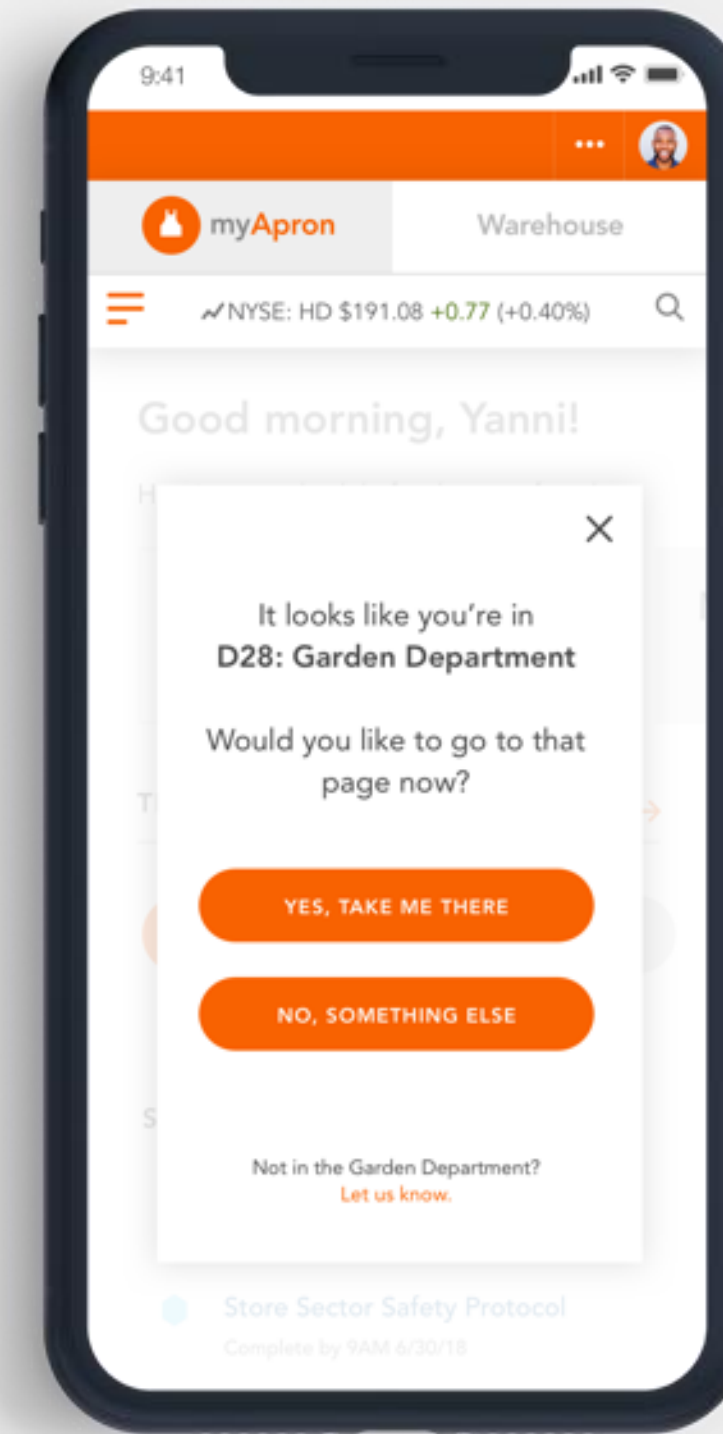 9:41
myApron
Warehouse
NYSE: HD $191.08 +0.77 (+0.40%)
Good morning, Yanni!
It looks like you're in
D28: Garden Department
Would you like to go to that
page now?
YES, TAKE ME THERE
NO, SOMETHING ELSE
Not in the Garden Department?
Let us know.
Store Sector Safety Protocol
Complete by 9AM 6/30/18